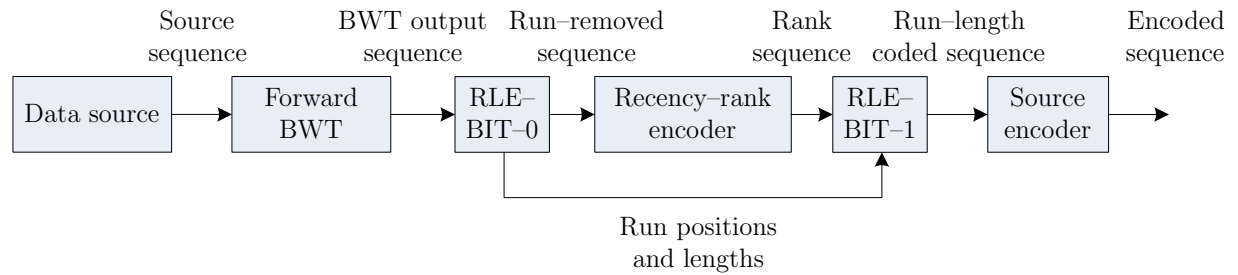 Source
sequence
BWT output
sequence
Run–removed
sequence
Rank
sequence
Run–length
coded sequence
Encoded
sequence
Data source
Forward
BWT
RLE–
BIT–0
Recency–rank
encoder
RLE–
BIT–1
Source
encoder
Run positions
and lengths